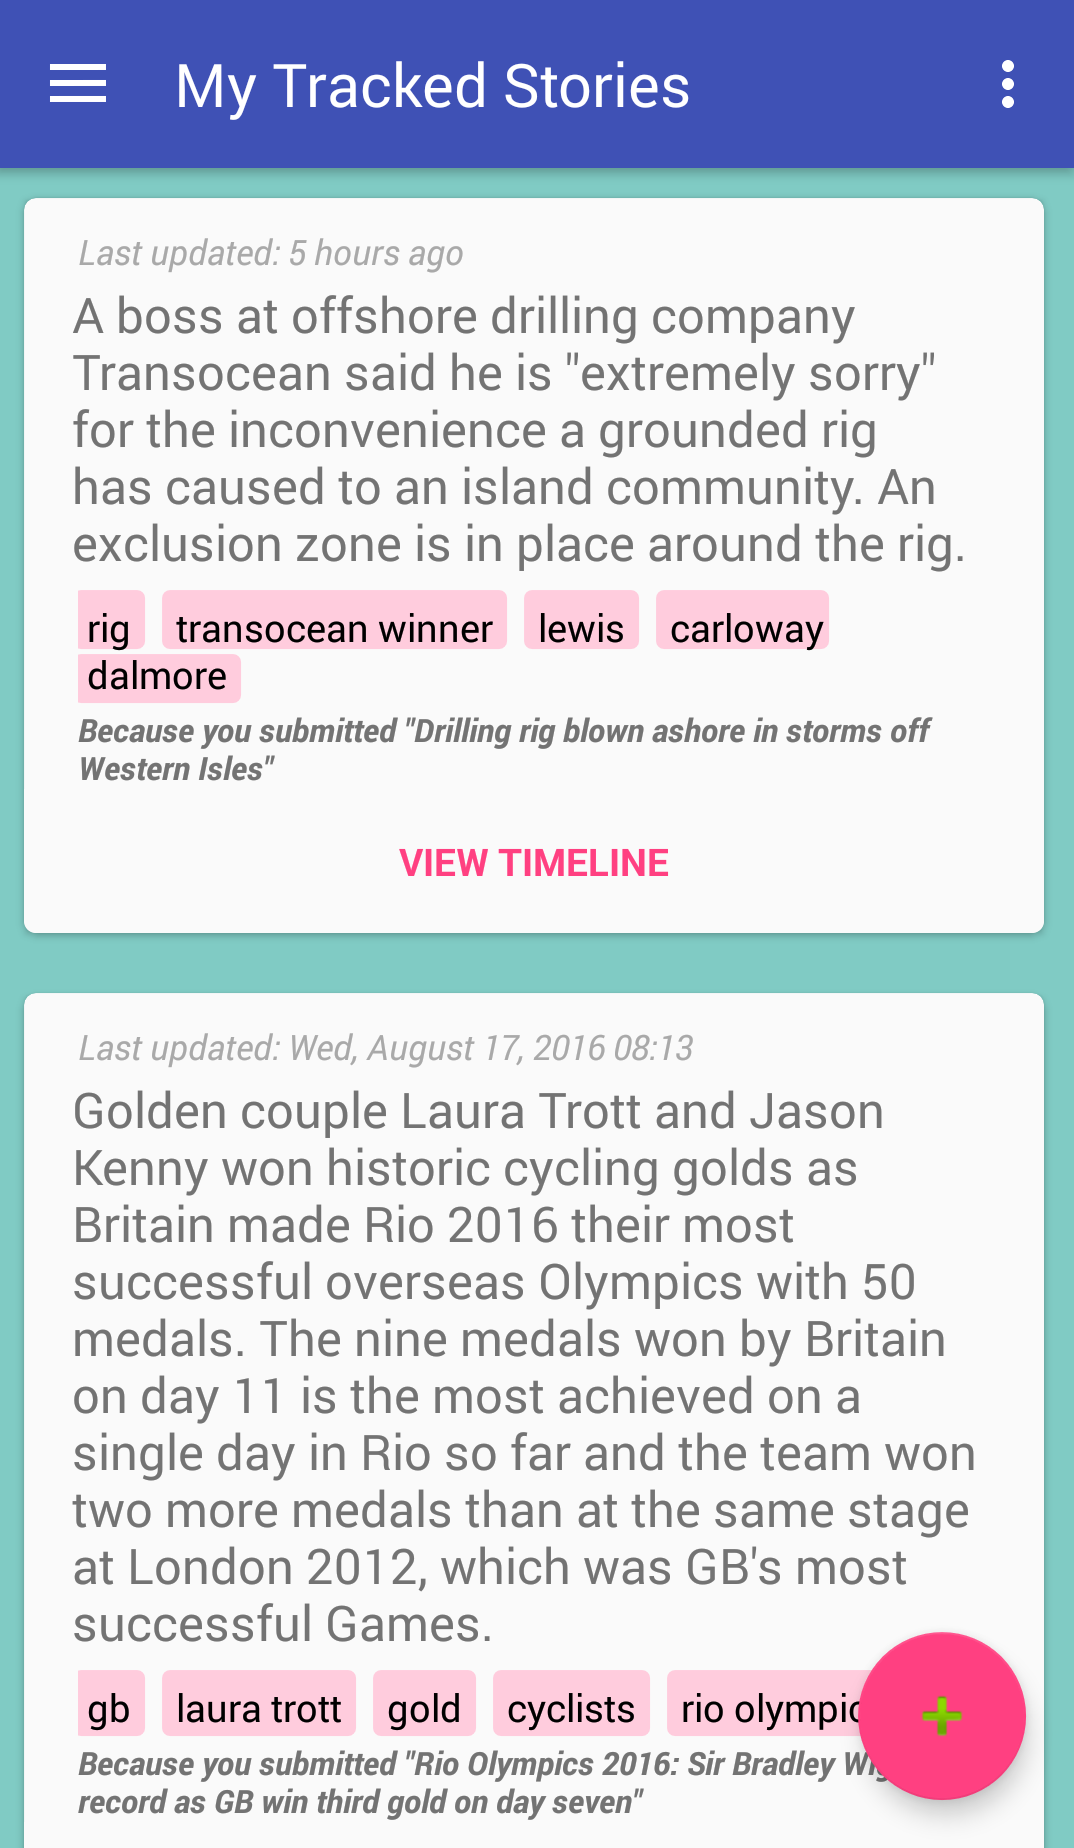 My Tracked Stories
Last updated: 5 hours ago
A boss at offshore drilling company
Transocean said he is "extremely sorry"
for the inconvenience a grounded rig
has caused to an island community. An
exclusion zone is in place around the rig.
rig transocean winner lewis carloway
dalmore
Because you submitted "Drilling rig blown ashore in storms off
Western Isles"
VIEW TIMELINE
Last updated: Wed, August 17, 2016 08:13
Golden couple Laura Trott and Jason
Kenny won historic cycling golds as
Britain made Rio 2016 their most
successful overseas Olympics with 50
medals. The nine medals won by Britain
on day 11 is the most achieved on a
single day in Rio so far and the team won
two more medals than at the same stage
at London 2012, which was GB's most
successful Games.
gb laura trott gold cyclists rio
Because you submitted "Rio Olympics 2016: Sir Bradley
record as GB win third gold on day seven"